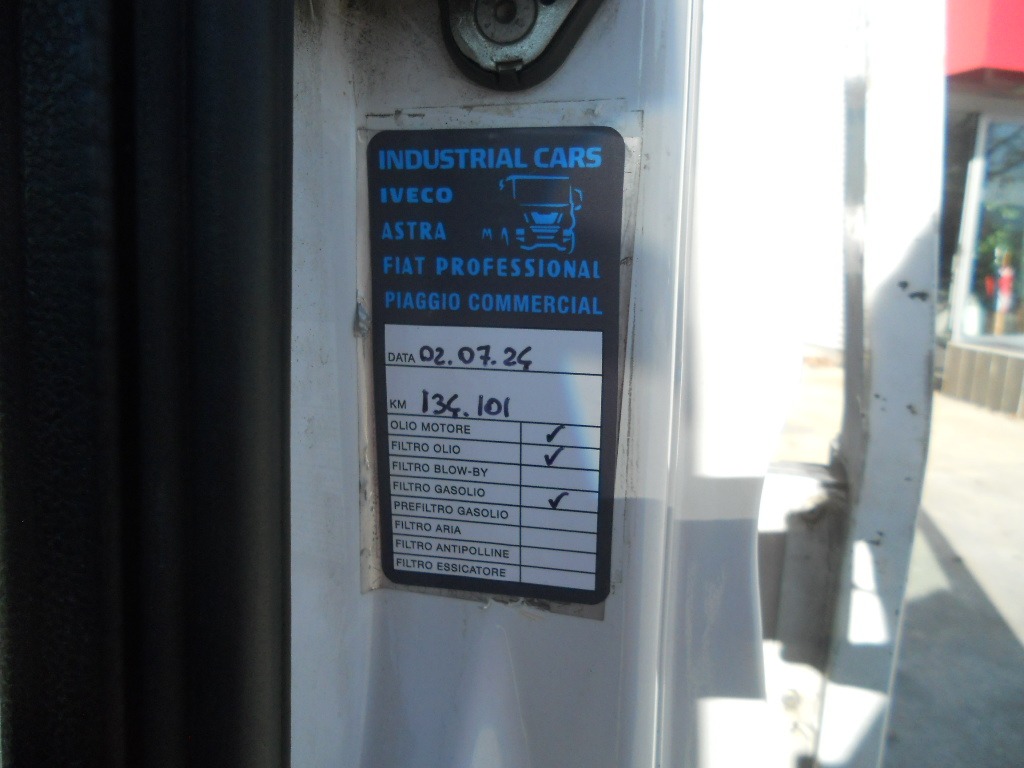 INDUSTRIAL CARS
IVECO
ASTRA
FIAT PROFESSIONAL
PIAGGIO COMMERCIAL
DATA 02.07.24
KM 134.101
OLIO MOTORE ✓
FILTRO OLIO ✓
FILTRO BLOW-BY
FILTRO GASOLIO ✓
PREFILTRO GASOLIO
FILTRO ARIA
FILTRO ANTIPOLLINE
FILTRO ESSICATORE